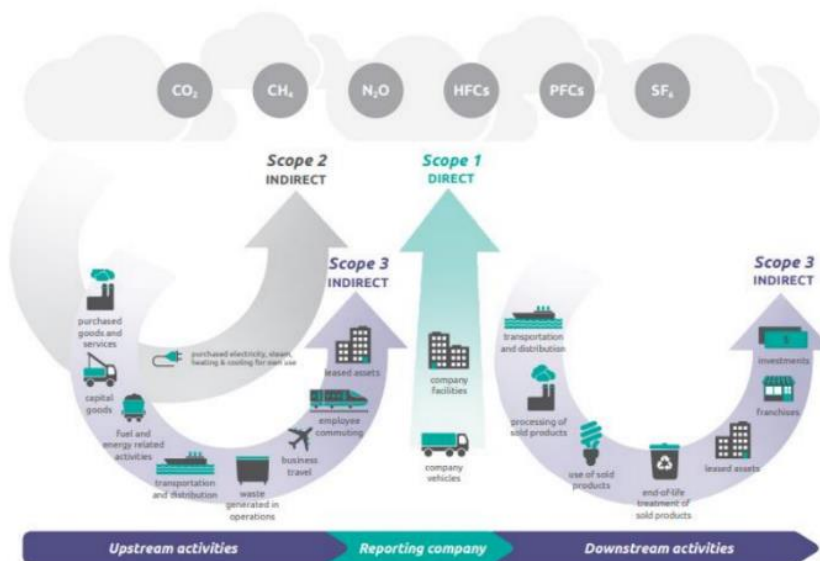 CO₂
CH₄
N₂O
HFCs
PFCs
SF₆
Scope 2
INDIRECT
Scope 1
DIRECT
Scope 3
INDIRECT
Scope 3
INDIRECT
purchased
goods and
services
capital
goods
fuel and
energy related
activities
transportation
and distribution
waste
generated in
operations
business
travel
employee
commuting
leased assets
purchased electricity, steam,
heating & cooling for own use
company
facilities
company
vehicles
transportation
and distribution
processing of
sold products
use of sold
products
end-of-life
treatment of
sold products
leased assets
franchises
investments
Upstream activities
Reporting company
Downstream activities